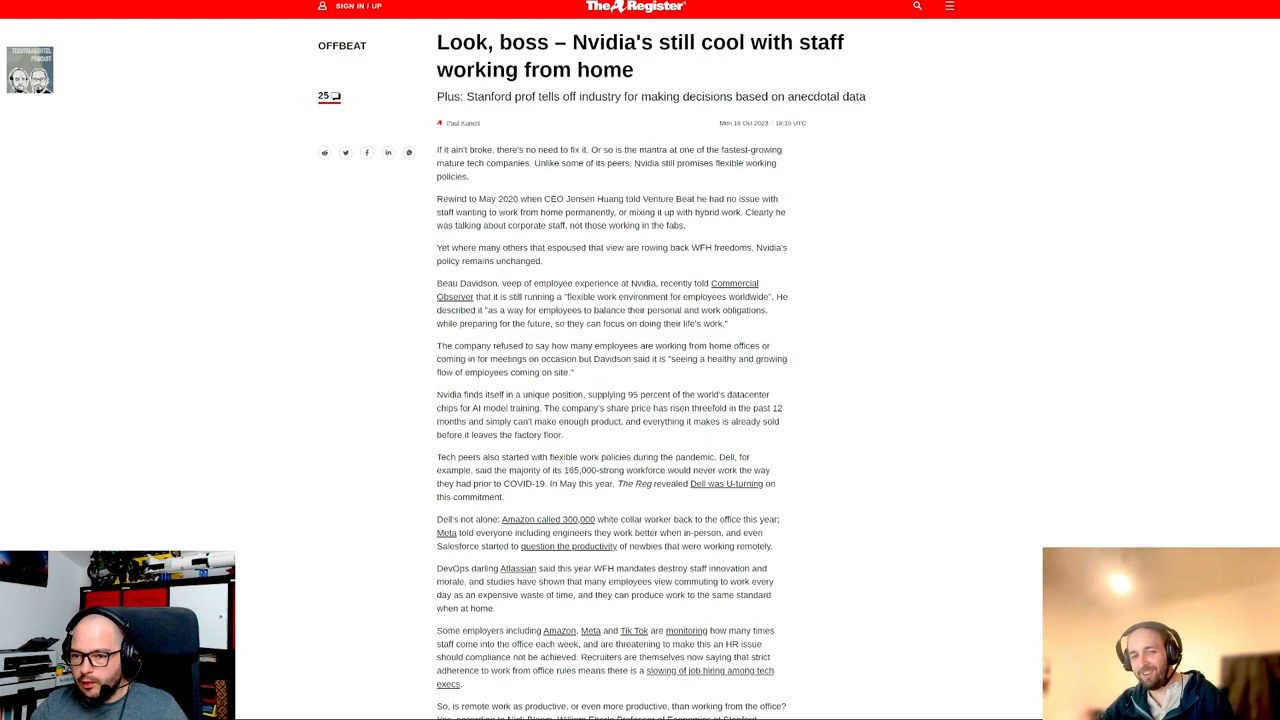 SIGN IN / UP
The Register
OFFBEAT
Look, boss – Nvidia's still cool with staff
working from home
TECHTELMECHTEL
PODCAST
25
Plus: Stanford prof tells off industry for making decisions based on anecdotal data
Paul Kunert
Mon 16 Oct 2023 | 18:15 UTC
If it ain't broke, there's no need to fix it. Or so is the mantra at one of the fastest-growing
mature tech companies. Unlike some of its peers, Nvidia still promises flexible working
policies.
Rewind to May 2020 when CEO Jensen Huang told Venture Beat he had no issue with
staff wanting to work from home permanently, or mixing it up with hybrid work. Clearly he
was talking about corporate staff, not those working in the fabs.
Yet where many others that espoused that view are rowing back WFH freedoms, Nvidia's
policy remains unchanged.
Beau Davidson, veep of employee experience at Nvidia, recently told Commercial
Observer that it is still running a "flexible work environment for employees worldwide". He
described it "as a way for employees to balance their personal and work obligations,
while preparing for the future, so they can focus on doing their life's work."
The company refused to say how many employees are working from home offices or
coming in for meetings on occasion but Davidson said it is "seeing a healthy and growing
flow of employees coming on site."
Nvidia finds itself in a unique position, supplying 95 percent of the world's datacenter
chips for AI model training. The company's share price has risen threefold in the past 12
months and simply can't make enough product, and everything it makes is already sold
before it leaves the factory floor.
Tech peers also started with flexible work policies during the pandemic. Dell, for
example, said the majority of its 165,000-strong workforce would never work the way
they had prior to COVID-19. In May this year, The Reg revealed Dell was U-turning on
this commitment.
Dell's not alone: Amazon called 300,000 white collar worker back to the office this year;
Meta told everyone including engineers they work better when in-person, and even
Salesforce started to question the productivity of newbies that were working remotely.
DevOps darling Atlassian said this year WFH mandates destroy staff innovation and
morale, and studies have shown that many employees view commuting to work every
day as an expensive waste of time, and they can produce work to the same standard
when at home.
Some employers including Amazon, Meta and Tik Tok are monitoring how many times
staff come into the office each week, and are threatening to make this an HR issue
should compliance not be achieved. Recruiters are themselves now saying that strict
adherence to work from office rules means there is a slowing of job hiring among tech
execs.
So, is remote work as productive, or even more productive, than working from the office?
Yes, according to Nick Bloom, William Eberle Professor of Economics at Stanford